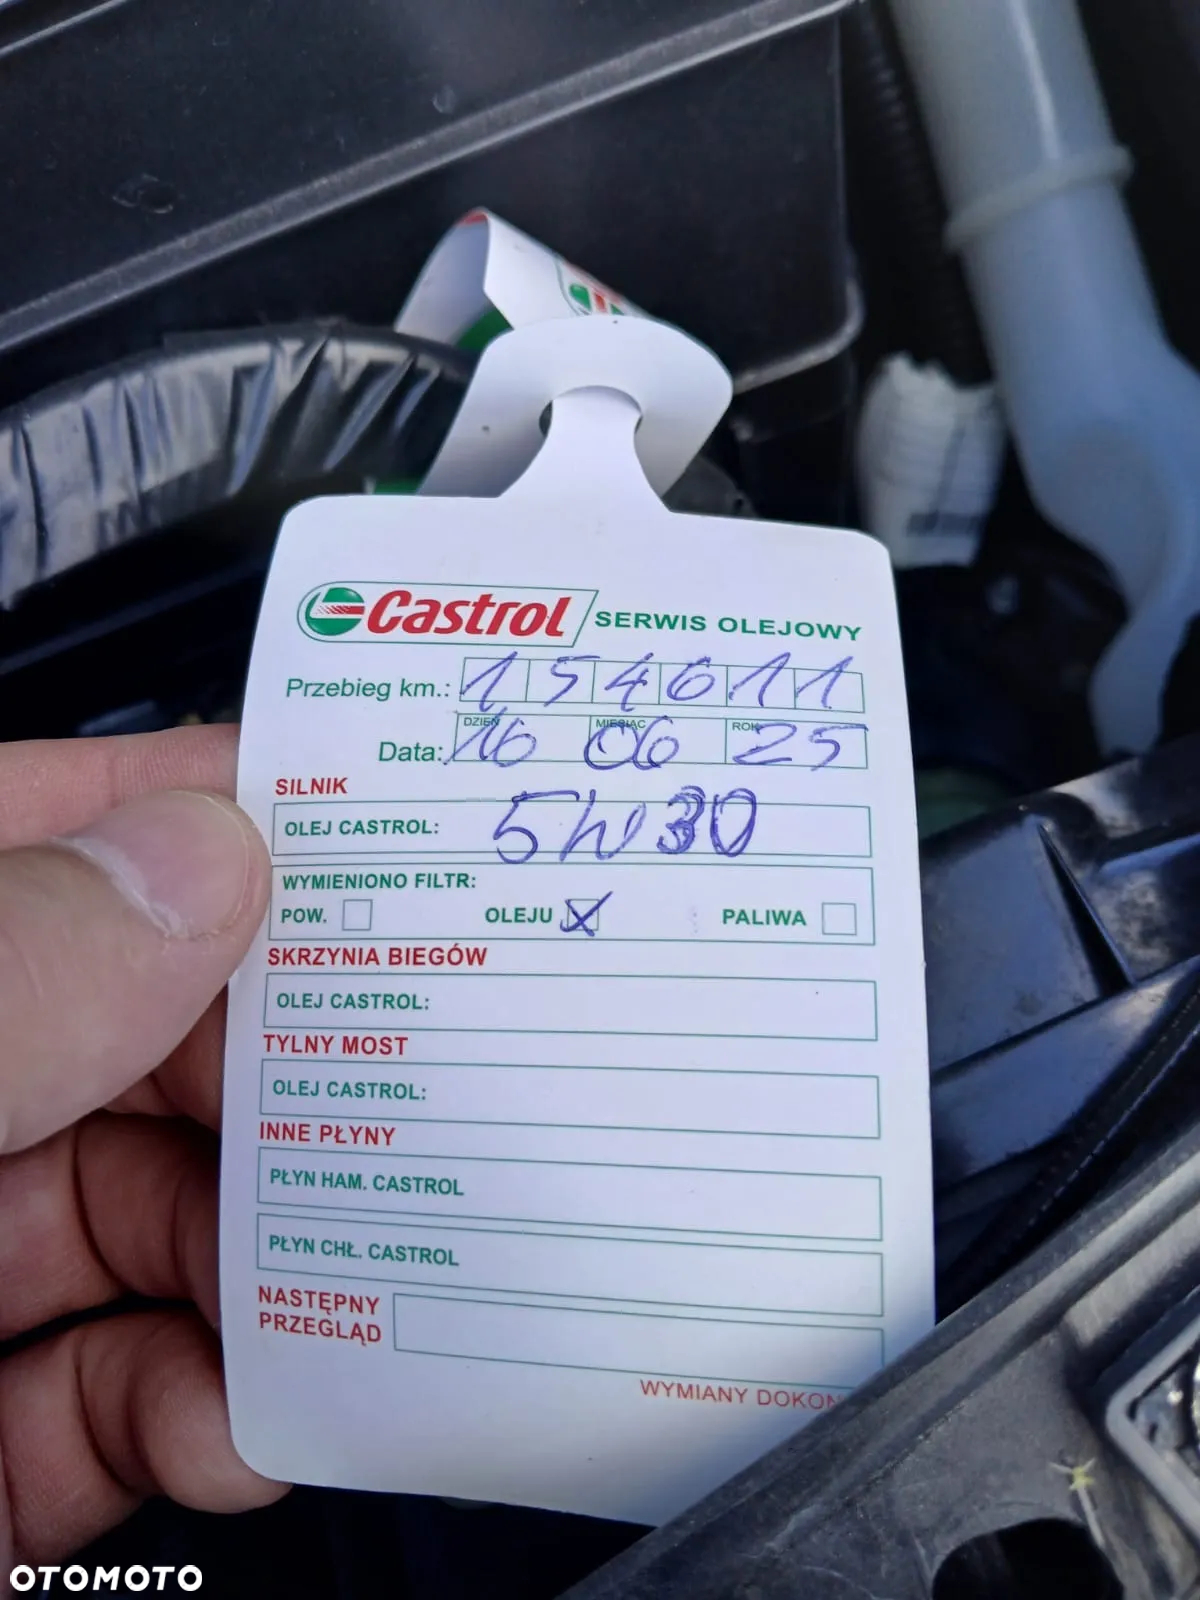 Castrol SERWIS OLEJOWY
Przebieg km.: 154611
DZIEŃ MIESIĄC ROK
Data: 16 06 25
SILNIK
OLEJ CASTROL: 5W30
WYMIENIONO FILTR:
POW. OLEJU X PALIWA
SKRZYNIA BIEGÓW
OLEJ CASTROL:
TYLNY MOST
OLEJ CASTROL:
INNE PŁYNY
PŁYN HAM. CASTROL
PŁYN CHŁ. CASTROL
NASTĘPNY
PRZEGLĄD
WYMIANY DOKON
OTOMOTO